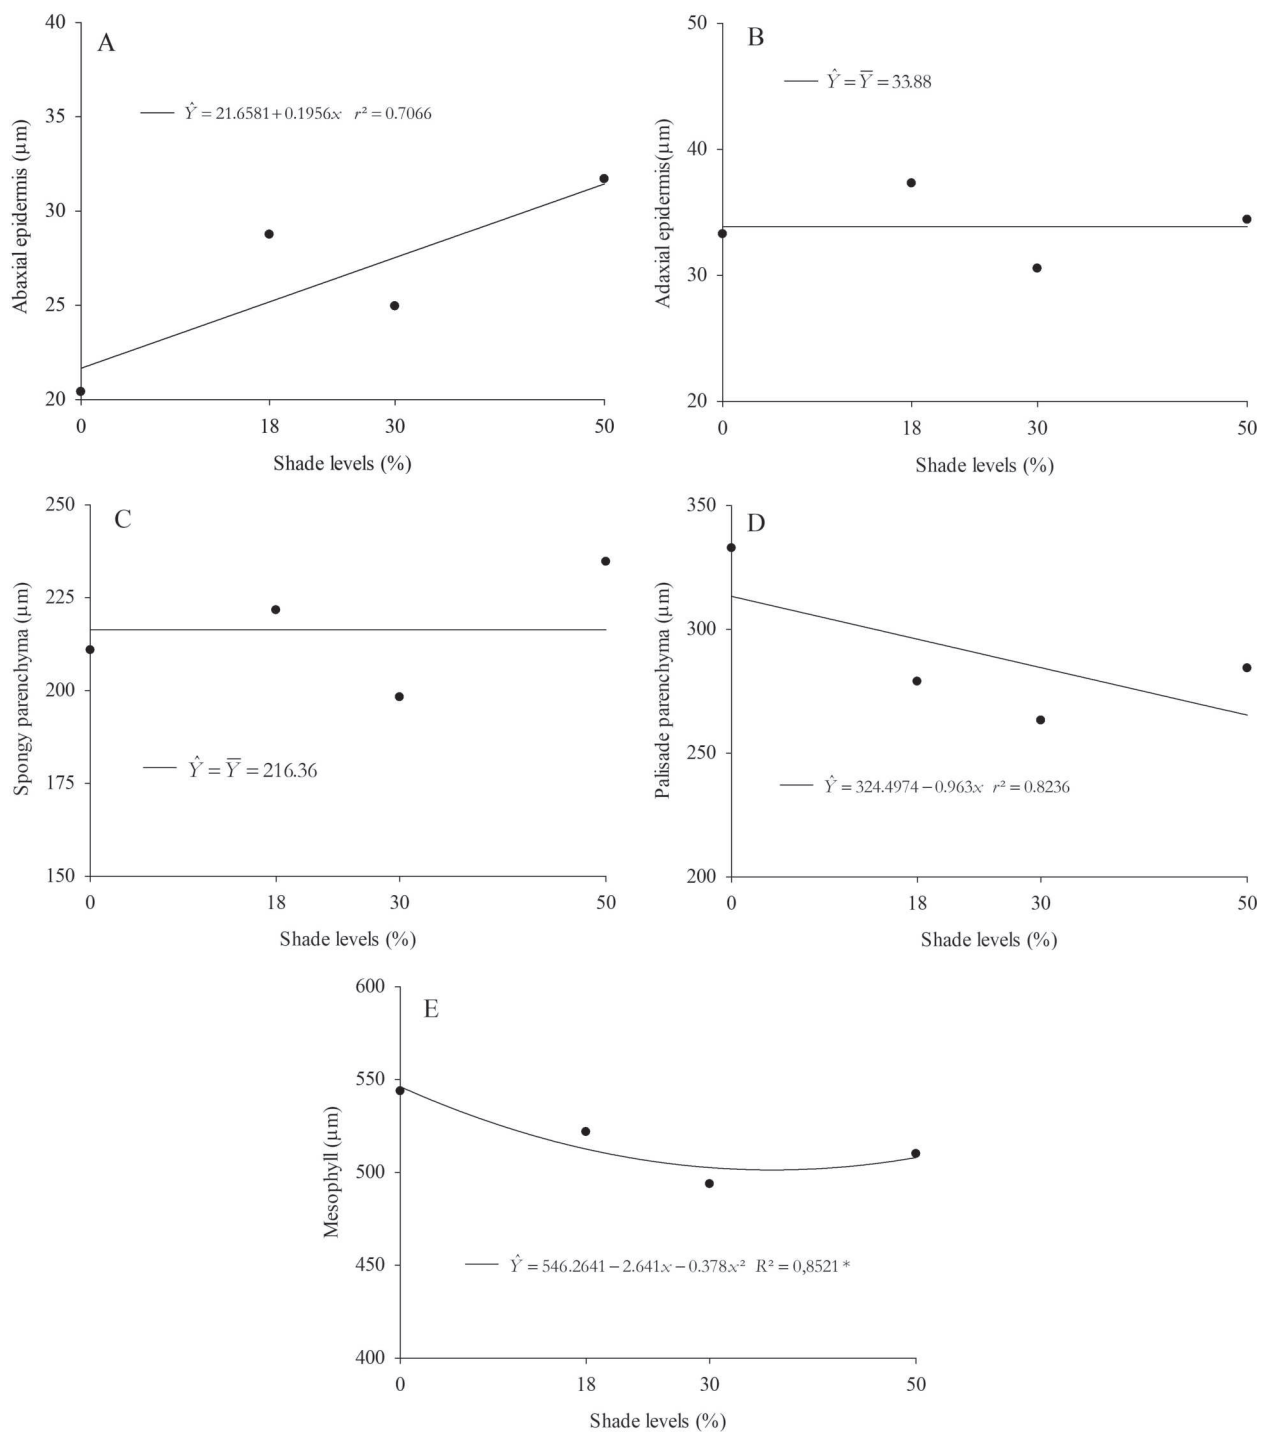 A
Abaxial epidermis (µm)
40
35
30
25
20
Ŷ = 21.6581+0.1956x r² = 0.7066
0 18 30 50
Shade levels (%)
B
Adaxial epidermis(µm)
50
40
30
20
Ŷ = Y̅ = 33.88
0 18 30 50
Shade levels (%)
C
Spongy parenchyma (µm)
250
225
200
175
150
Ŷ = Y̅ = 216.36
0 18 30 50
Shade levels (%)
D
Palisade parenchyma (µm)
350
300
250
200
Ŷ = 324.4974 − 0.963x r² = 0.8236
0 18 30 50
Shade levels (%)
E
Mesophyll (µm)
600
550
500
450
400
Ŷ = 546.2641 − 2.641x − 0.378x² R² = 0,8521 *
0 18 30 50
Shade levels (%)